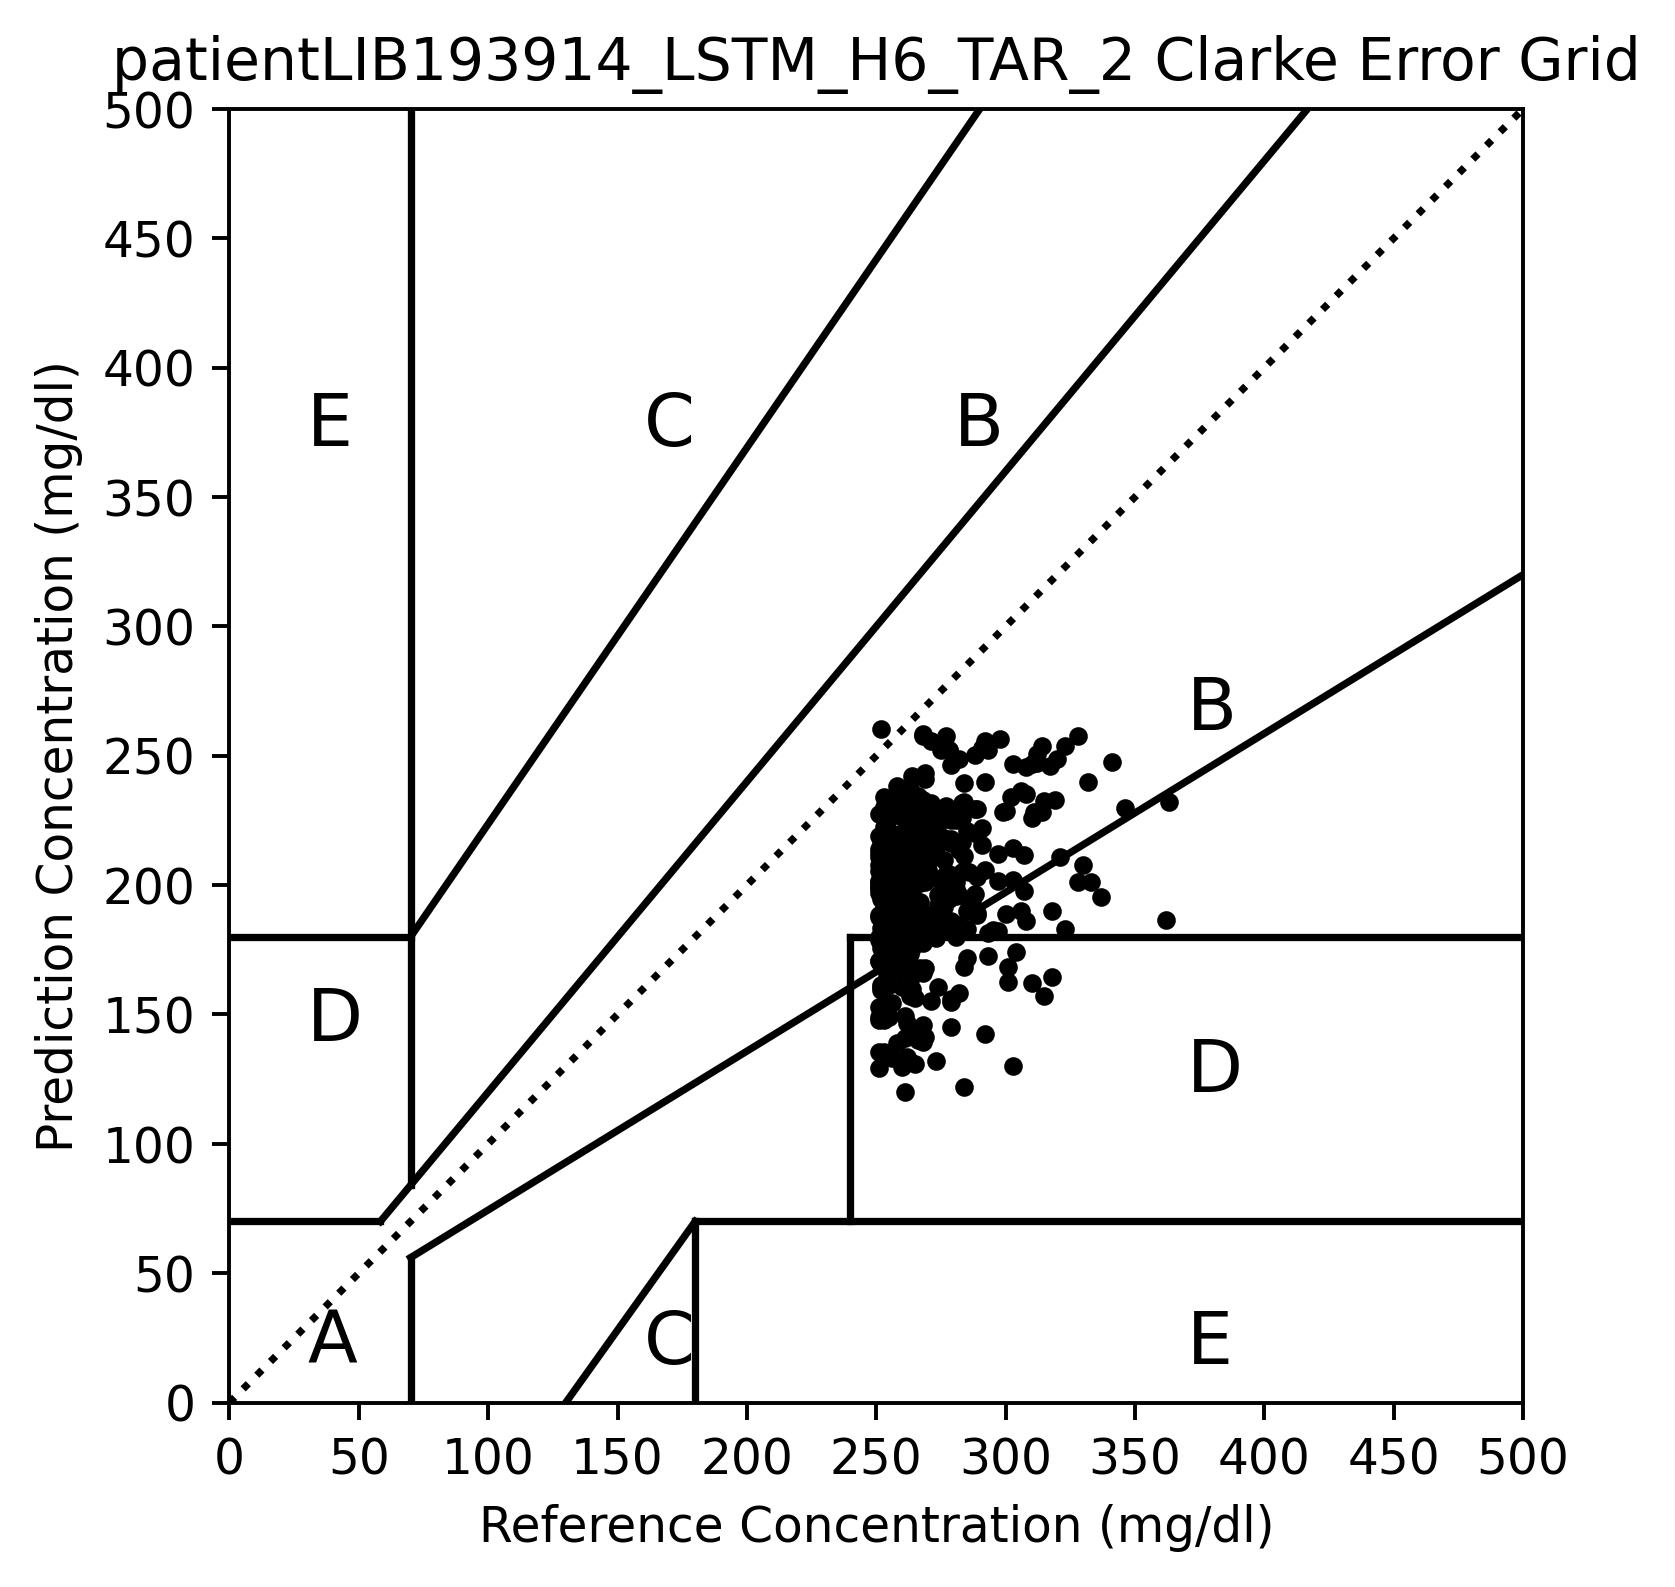 patientLIB193914_LSTM_H6_TAR_2 Clarke Error Grid
500
450
400
350
300
250
200
150
100
50
0
Prediction Concentration (mg/dl)
E
C
B
B
D
D
A
C
E
0 50 100 150 200 250 300 350 400 450 500
Reference Concentration (mg/dl)